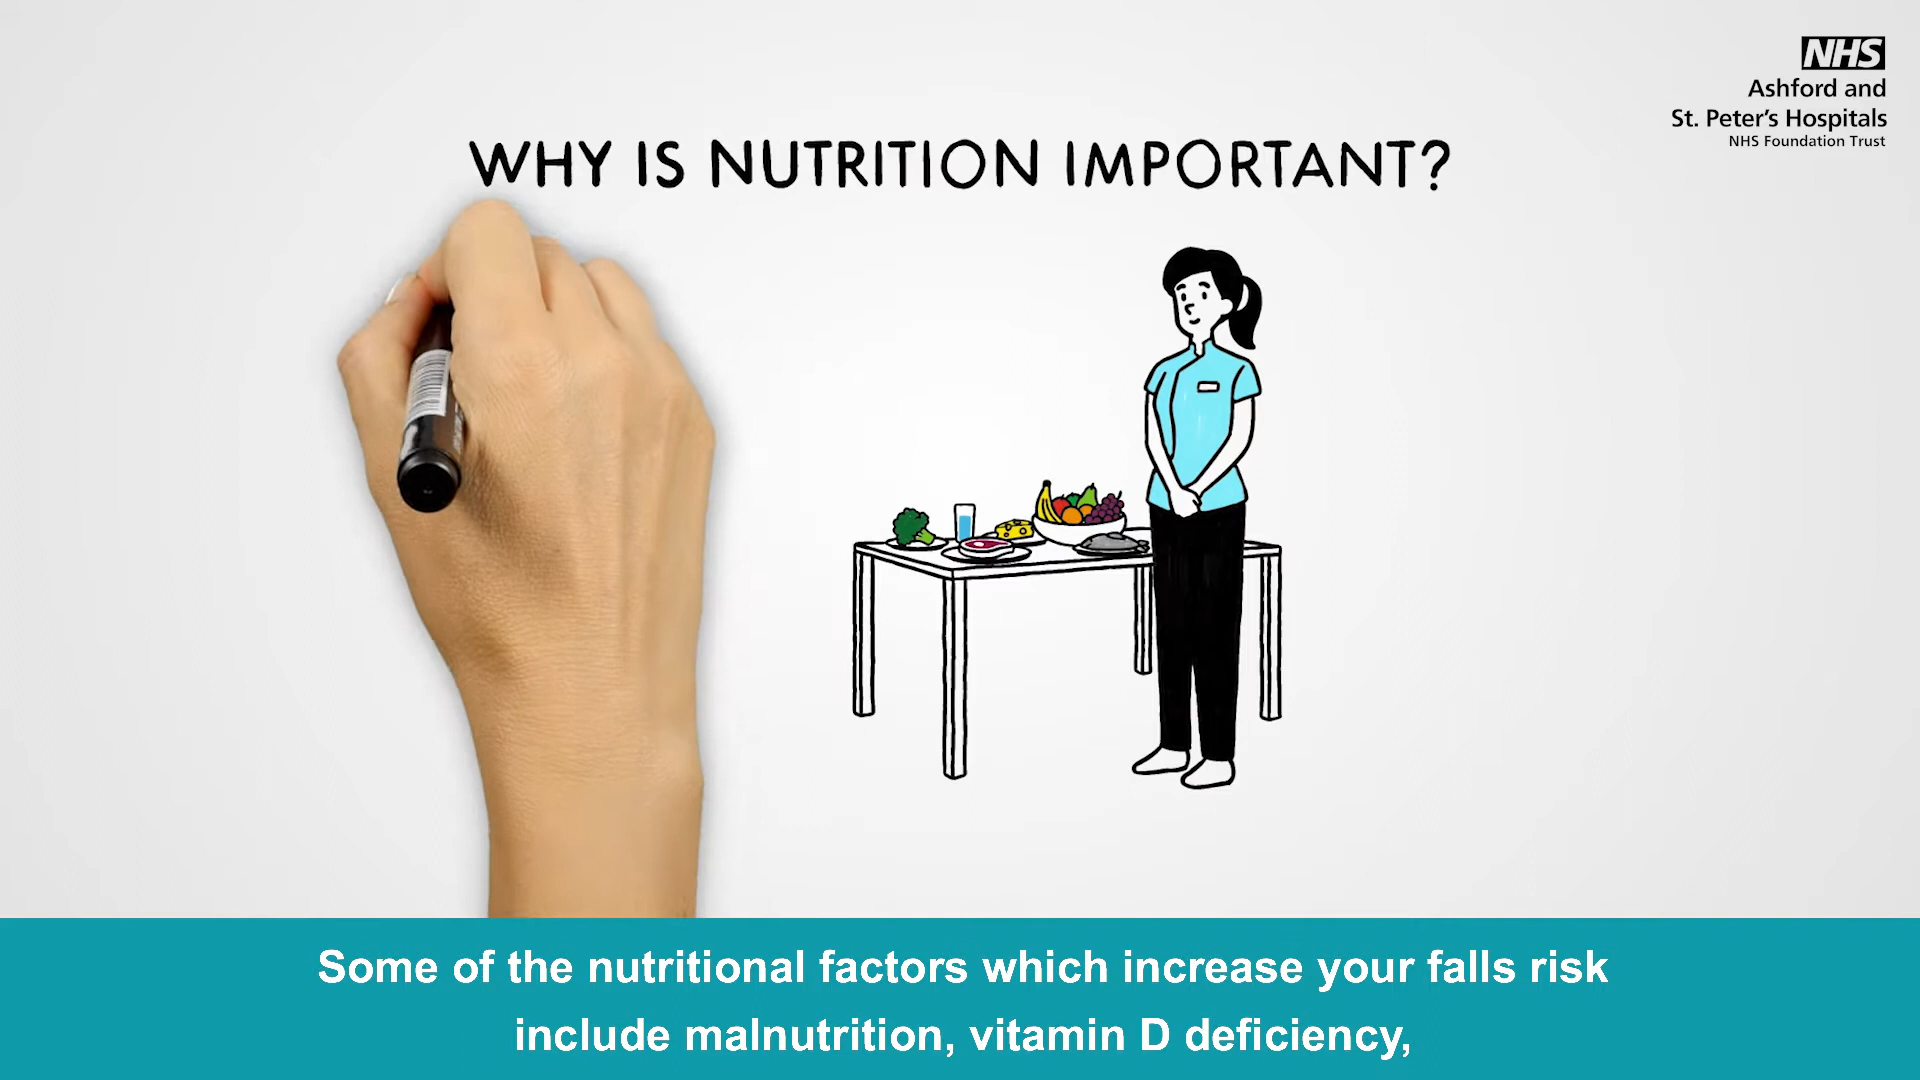 NHS
Ashford and
St. Peter's Hospitals
NHS Foundation Trust
WHY IS NUTRITION IMPORTANT?
Some of the nutritional factors which increase your falls risk
include malnutrition, vitamin D deficiency,